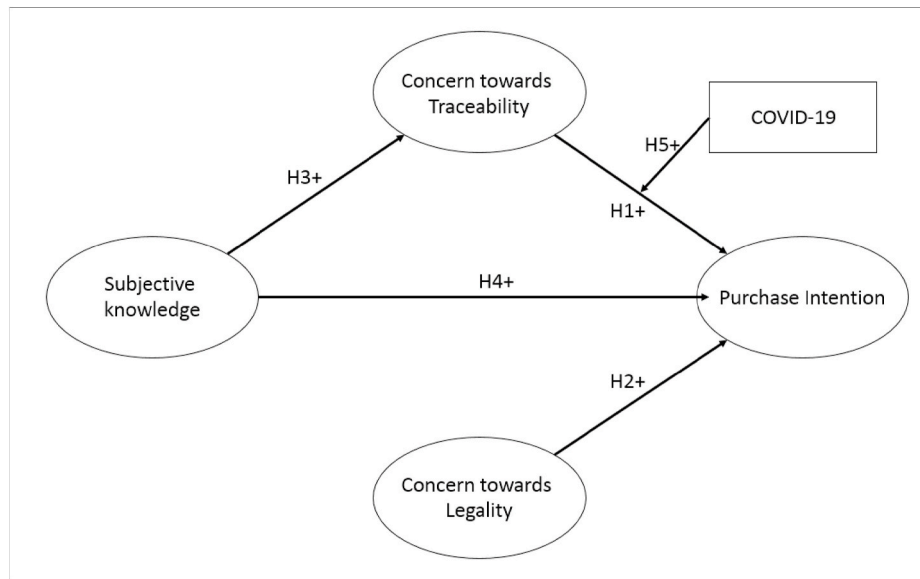 Concern towards
Traceability
COVID-19
H5+
H3+
H1+
Subjective
knowledge
H4+
Purchase Intention
H2+
Concern towards
Legality